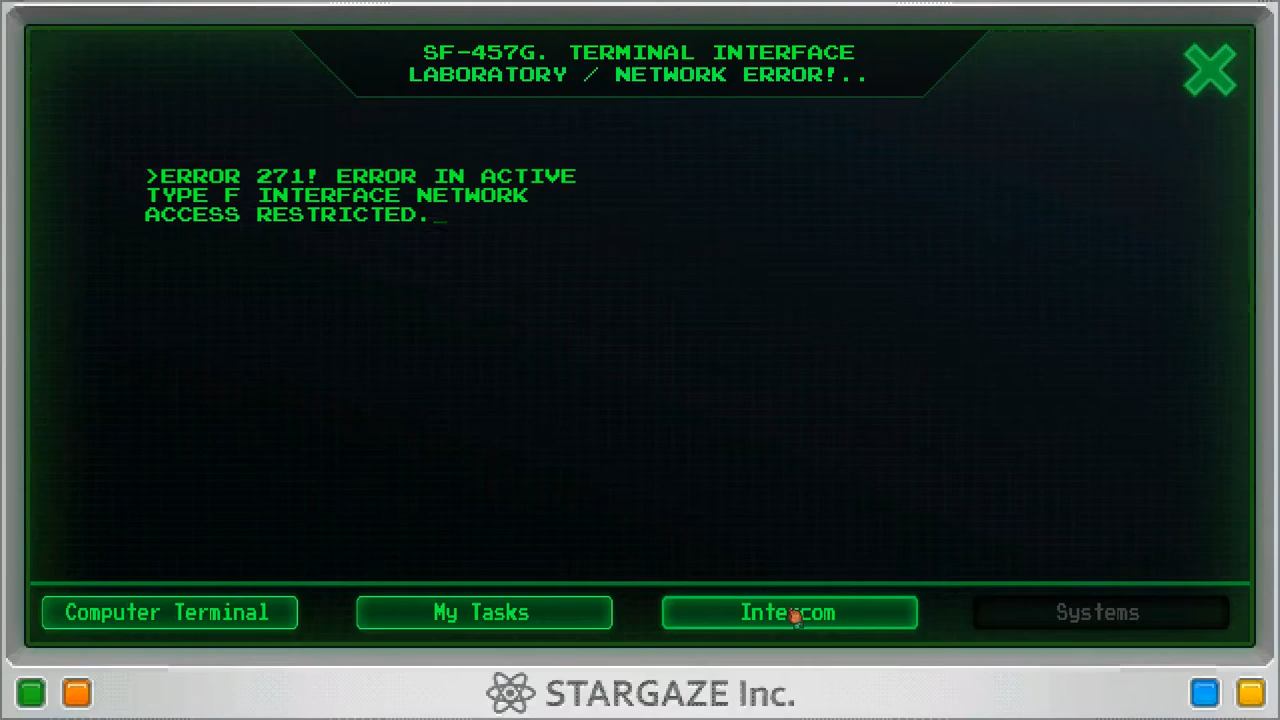 SF-457G. TERMINAL INTERFACE
LABORATORY / NETWORK ERROR!..
>ERROR 271! ERROR IN ACTIVE
TYPE F INTERFACE NETWORK
ACCESS RESTRICTED._
Computer Terminal
My Tasks
Intercom
Systems
STARGAZE Inc.